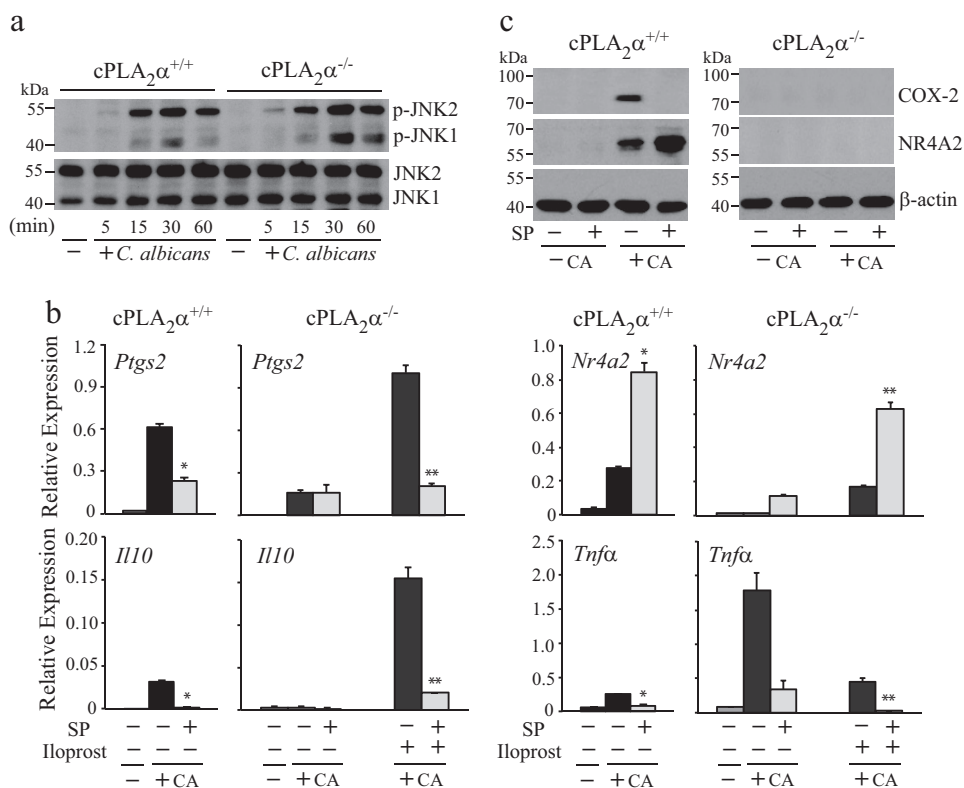 a
cPLA₂α⁺/⁺ cPLA₂α⁻/⁻
kDa
55 p-JNK2
40 p-JNK1
55 JNK2
40 JNK1
(min) 5 15 30 60 5 15 30 60
− + C. albicans − + C. albicans
c
cPLA₂α⁺/⁺ cPLA₂α⁻/⁻
kDa kDa
100 100
70 70 COX-2
70 70
60 60 NR4A2
55 55
55 55
40 40 β-actin
SP − + − + − + − +
− CA + CA − CA + CA
b
cPLA₂α⁺/⁺ cPLA₂α⁻/⁻
Relative Expression
1.2
0.9
0.6
0.3
0
Ptgs2 * Ptgs2 **
Relative Expression
0.20
0.15
0.10
0.05
0.00
Il10 * Il10 **
SP − − + − − + − +
Iloprost − − − − − − + +
− + CA − + CA + CA
cPLA₂α⁺/⁺ cPLA₂α⁻/⁻
1.0
0.8
0.6
0.4
0.2
0
Nr4a2 * Nr4a2 **
2.5
2.0
1.5
1.0
0.5
0.0
Tnfα * Tnfα **
− − + − − + − +
− − − − − − + +
− + CA − + CA + CA